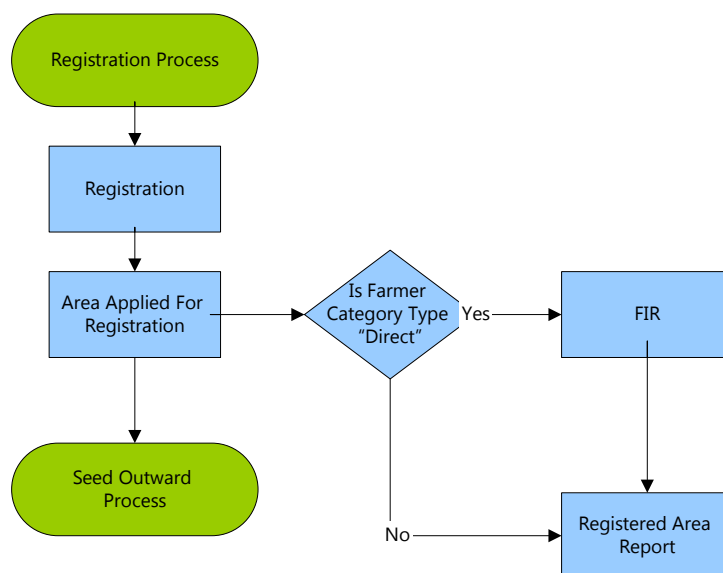 Registration Process
Registration
Area Applied For
Registration
Is Farmer
Category Type
“Direct”
Yes
FIR
Seed Outward
Process
No
Registered Area
Report